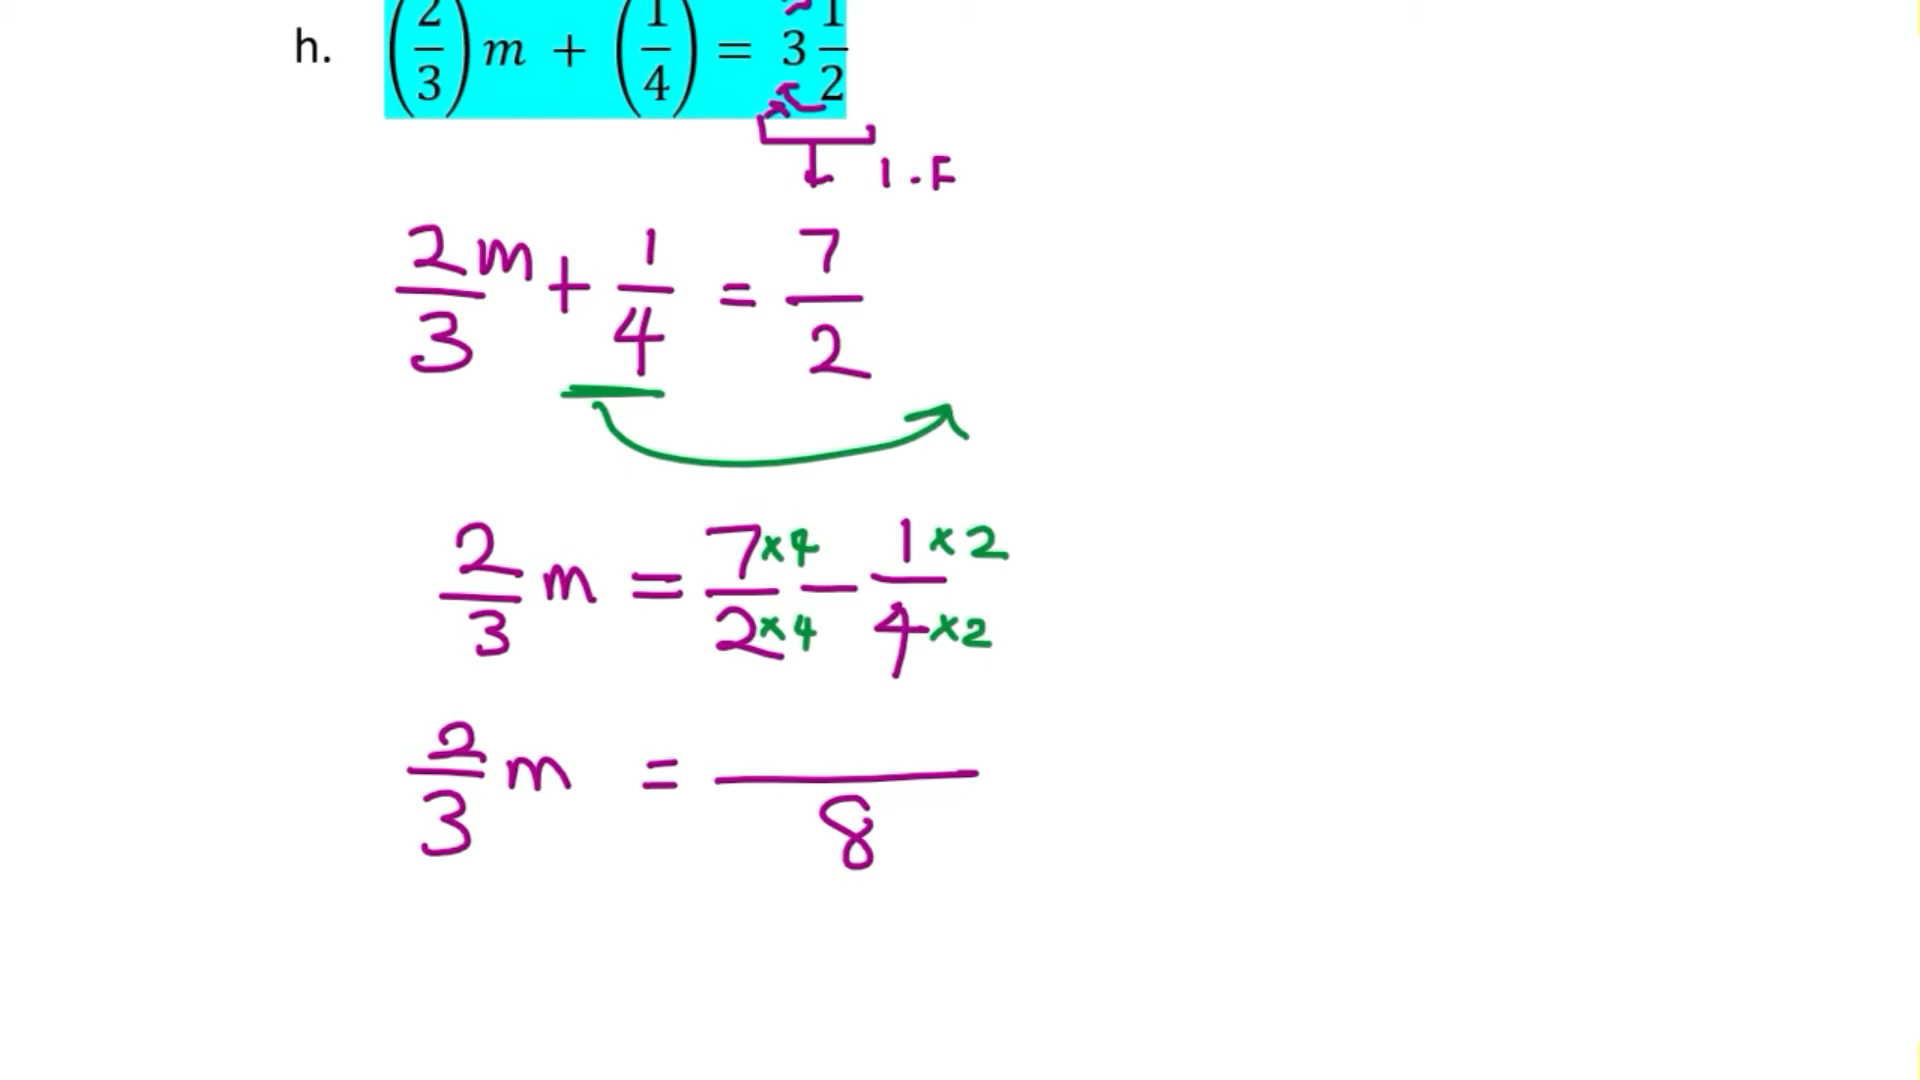 h. (2/3) m + (1/4) = 3 1/2
I.F
2/3 m + 1/4 = 7/2
2/3 m = 7×4/2×4 − 1×2/4×2
2/3 m = /8